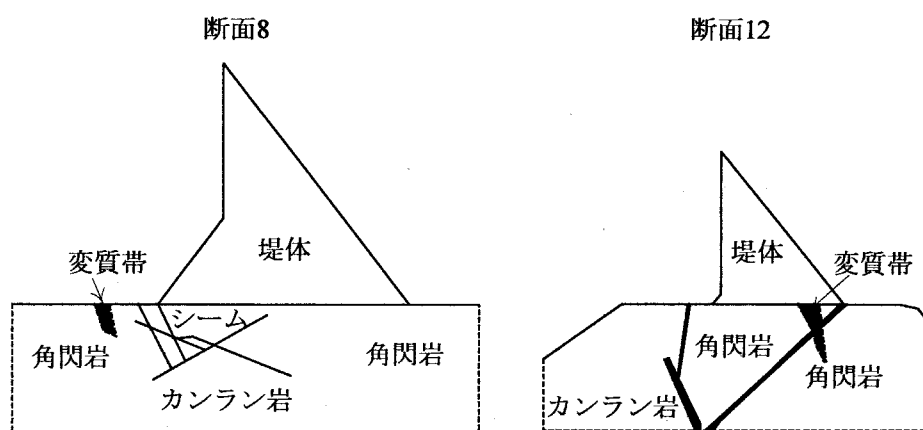 断面8
堤体
変質帯
シーム
角閃岩
角閃岩
カンラン岩
断面12
堤体
変質帯
角閃岩
角閃岩
カンラン岩